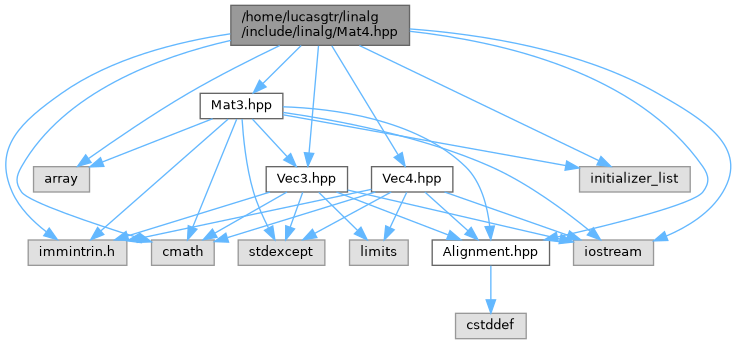 /home/lucasgtr/linalg
/include/linalg/Mat4.hpp
Mat3.hpp
array
Vec3.hpp
Vec4.hpp
initializer_list
immintrin.h
cmath
stdexcept
limits
Alignment.hpp
iostream
cstddef